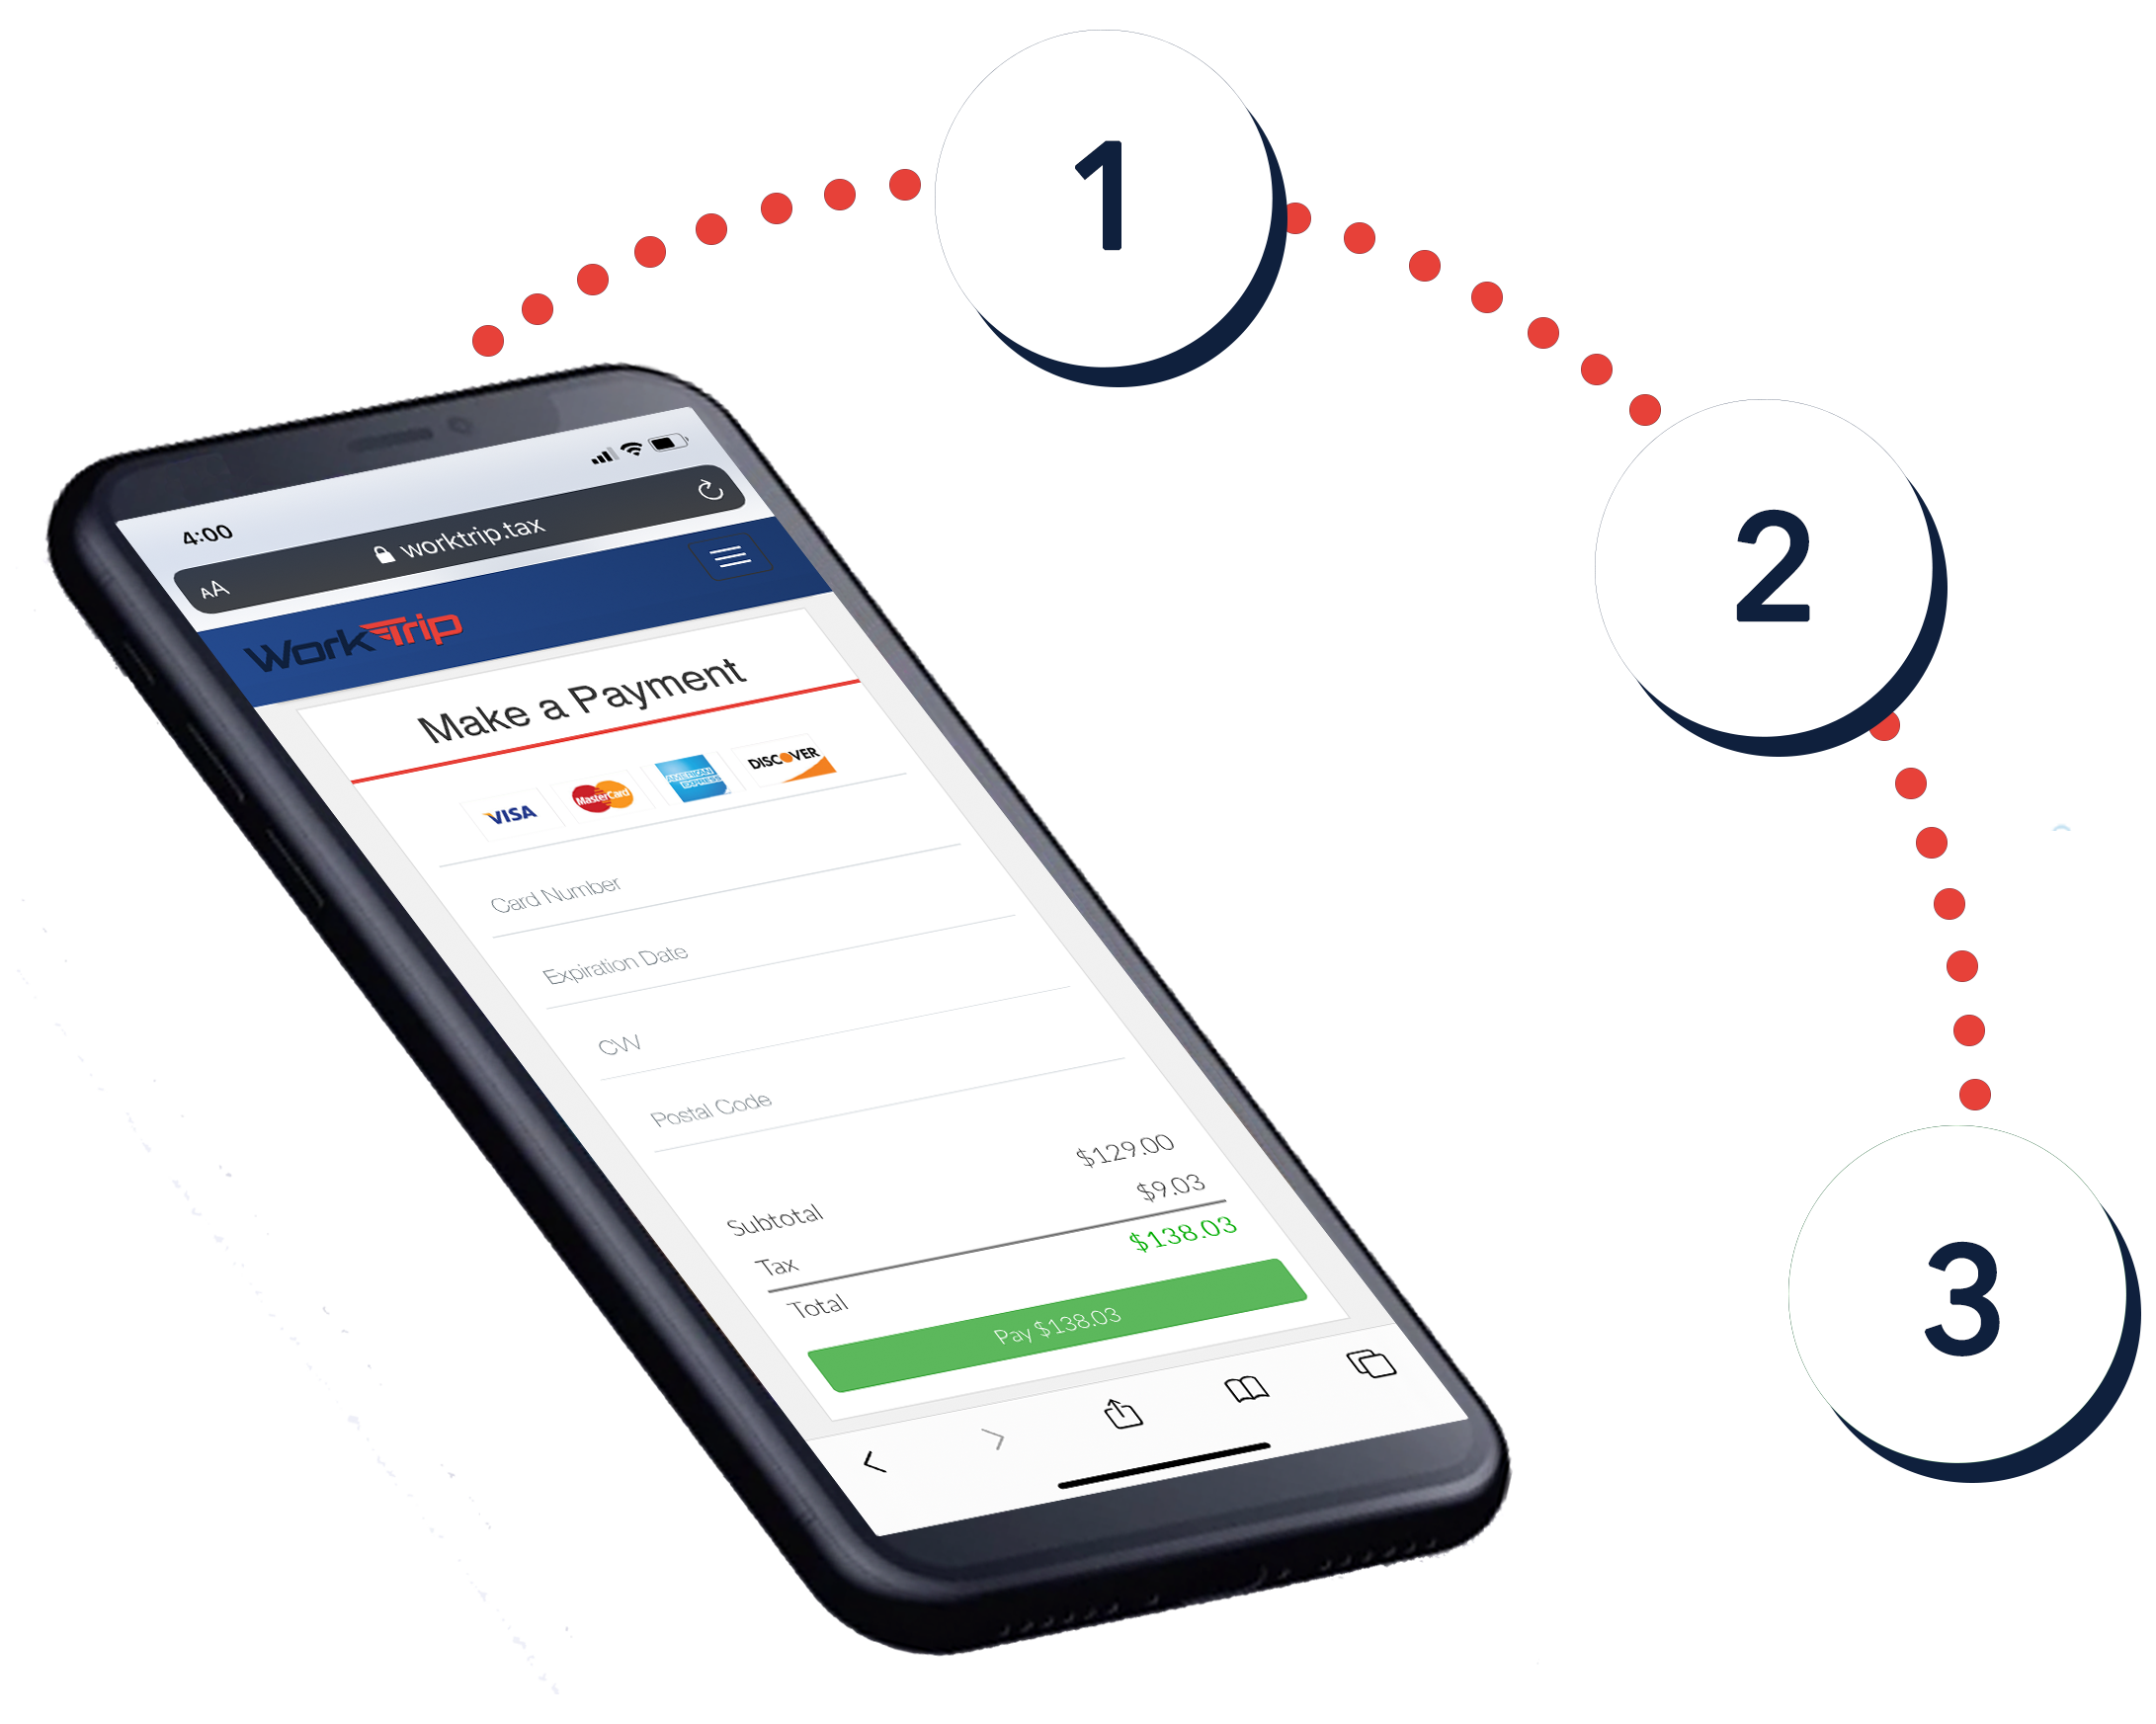 1
2
3
4:00
AA
worktrip.tax
WorkTrip
Make a Payment
VISA MasterCard AMERICAN EXPRESS DISCOVER
Card Number
Expiration Date
CVV
Postal Code
Subtotal $129.00
Tax $9.03
Total $138.03
Pay $138.03